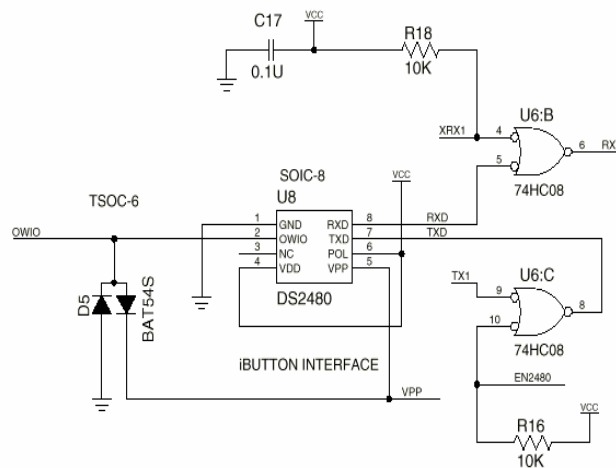 C17
VCC
R18
0.1U
10K
U6:B
XRX1
4
6
RX
5
SOIC-8
VCC
74HC08
TSOC-6
U8
1
GND
RXD
8
RXD
OWIO
2
OWIO
TXD
7
TXD
3
NC
POL
6
4
VDD
VPP
5
U6:C
TX1
9
8
D5
BAT54S
DS2480
10
74HC08
iBUTTON INTERFACE
EN2480
VPP
R16
VCC
10K